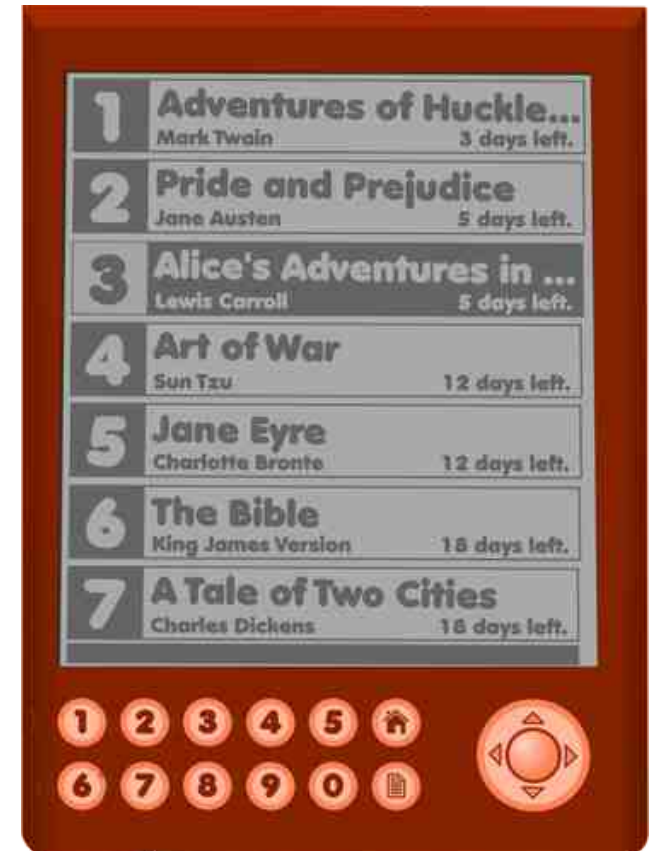 1 Adventures of Huckle...
Mark Twain 3 days left.
2 Pride and Prejudice
Jane Austen 5 days left.
3 Alice's Adventures in ...
Lewis Carroll 5 days left.
4 Art of War
Sun Tzu 12 days left.
5 Jane Eyre
Charlotte Bronte 12 days left.
6 The Bible
King James Version 18 days left.
7 A Tale of Two Cities
Charles Dickens 18 days left.
1 2 3 4 5
6 7 8 9 0